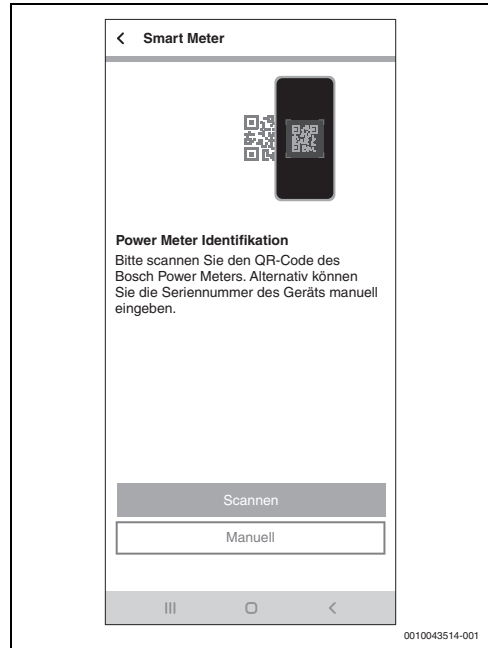 Smart Meter
Power Meter Identifikation
Bitte scannen Sie den QR-Code des
Bosch Power Meters. Alternativ können
Sie die Seriennummer des Geräts manuell
eingeben.
Scannen
Manuell
0010043514-001